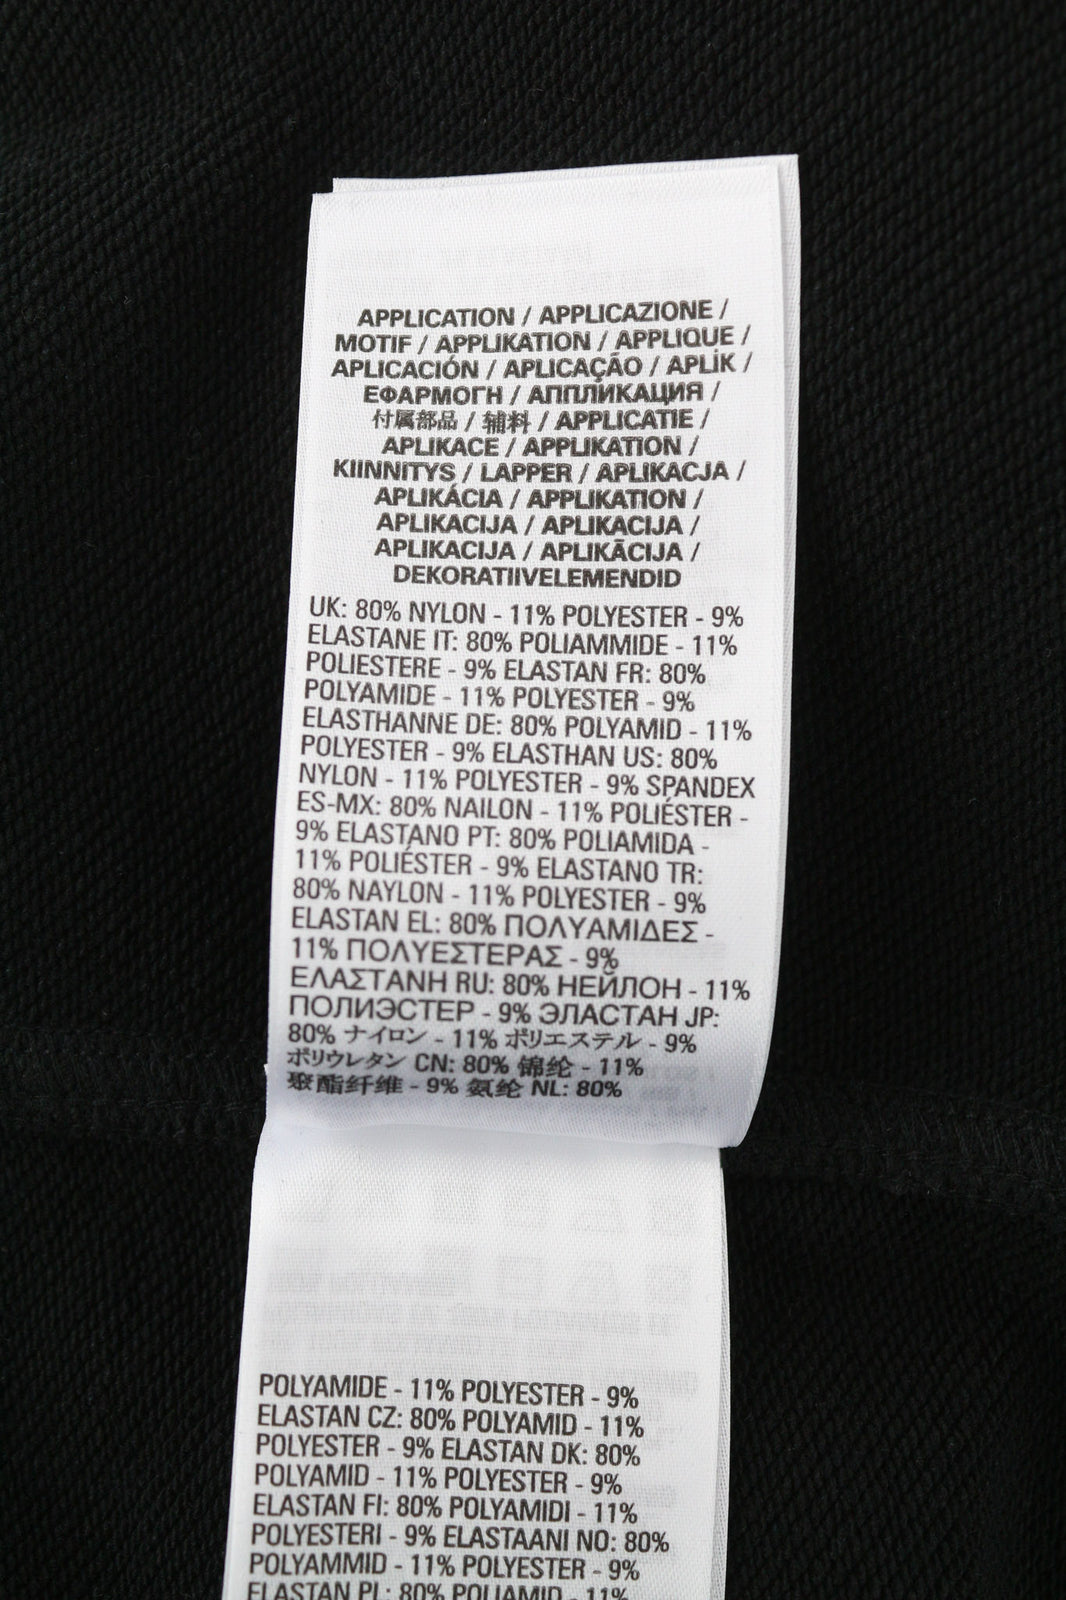 APPLICATION / APPLICAZIONE /
MOTIF / APPLIKATION / APPLIQUE /
APLICACIÓN / APLICAÇÃO / APLİK /
ΕΦΑΡΜΟΓΗ / АППЛИКАЦИЯ /
付属部品 / 辅料 / APPLICATIE /
APLIKACE / APPLIKATION /
KIINNITYS / LAPPER / APLIKACJA /
APLIKÁCIA / APPLIKATION /
APLIKACIJA / APLIKACIJA /
APLIKACIJA / APLIKĀCIJA /
DEKORATIIVELEMENDID
UK: 80% NYLON - 11% POLYESTER - 9%
ELASTANE IT: 80% POLIAMMIDE - 11%
POLIESTERE - 9% ELASTAN FR: 80%
POLYAMIDE - 11% POLYESTER - 9%
ELASTHANNE DE: 80% POLYAMID - 11%
POLYESTER - 9% ELASTHAN US: 80%
NYLON - 11% POLYESTER - 9% SPANDEX
ES-MX: 80% NAILON - 11% POLIÉSTER -
9% ELASTANO PT: 80% POLIAMIDA -
11% POLIÉSTER - 9% ELASTANO TR:
80% NAYLON - 11% POLYESTER - 9%
ELASTAN EL: 80% ΠΟΛΥΑΜΙΔΕΣ -
11% ΠΟΛΥΕΣΤΕΡΑΣ - 9%
ΕΛΑΣΤΑΝΗ RU: 80% НЕЙЛОН - 11%
ПОЛИЭСТЕР - 9% ЭЛАСТАН JP:
80% ナイロン - 11% ポリエステル - 9%
ポリウレタン CN: 80% 锦纶 - 11%
聚酯纤维 - 9% 氨纶 NL: 80%
POLYAMIDE - 11% POLYESTER - 9%
ELASTAN CZ: 80% POLYAMID - 11%
POLYESTER - 9% ELASTAN DK: 80%
POLYAMID - 11% POLYESTER - 9%
ELASTAN FI: 80% POLYAMIDI - 11%
POLYESTERI - 9% ELASTAANI NO: 80%
POLYAMMID - 11% POLYESTER - 9%
ELASTAN PL: 80% POLIAMID - 11%